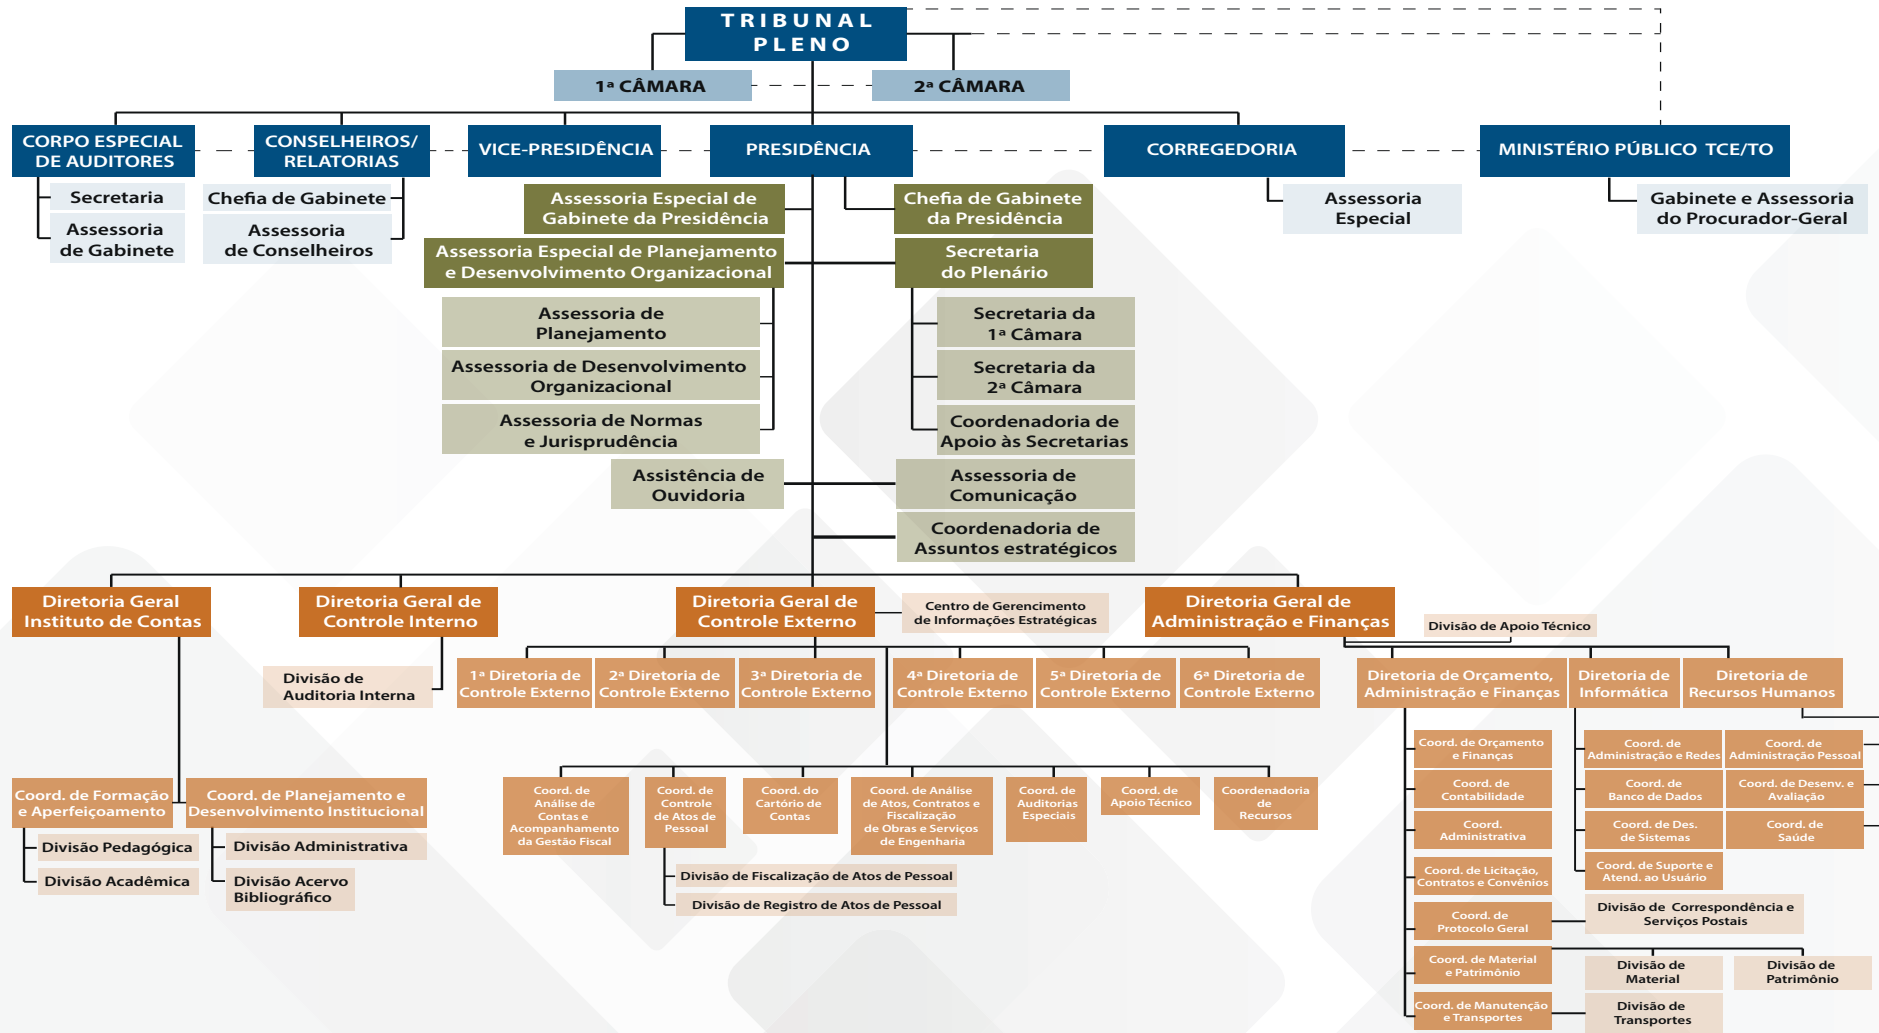 TRIBUNAL
PLENO
1ª CÂMARA
2ª CÂMARA
CORPO ESPECIAL
DE AUDITORES
CONSELHEIROS/
RELATORIAS
VICE-PRESIDÊNCIA
PRESIDÊNCIA
CORREGEDORIA
MINISTÉRIO PÚBLICO TCE/TO
Secretaria
Assessoria
de Gabinete
Chefia de Gabinete
Assessoria
de Conselheiros
Assessoria Especial de
Gabinete da Presidência
Chefia de Gabinete
da Presidência
Assessoria
Especial
Gabinete e Assessoria
do Procurador-Geral
Assessoria Especial de Planejamento
e Desenvolvimento Organizacional
Secretaria
do Plenário
Assessoria de
Planejamento
Secretaria da
1ª Câmara
Assessoria de Desenvolvimento
Organizacional
Secretaria da
2ª Câmara
Assessoria de Normas
e Jurisprudência
Coordenadoria de
Apoio às Secretarias
Assistência de
Ouvidoria
Assessoria de
Comunicação
Coordenadoria de
Assuntos estratégicos
Diretoria Geral
Instituto de Contas
Diretoria Geral de
Controle Interno
Diretoria Geral de
Controle Externo
Centro de Gerencimento
de Informações Estratégicas
Diretoria Geral de
Administração e Finanças
Divisão de Apoio Técnico
Divisão de
Auditoria Interna
1ª Diretoria de
Controle Externo
2ª Diretoria de
Controle Externo
3ª Diretoria de
Controle Externo
4ª Diretoria de
Controle Externo
5ª Diretoria de
Controle Externo
6ª Diretoria de
Controle Externo
Diretoria de Orçamento,
Administração e Finanças
Diretoria de
Informática
Diretoria de
Recursos Humanos
Coord. de Formação
e Aperfeiçoamento
Coord. de Planejamento e
Desenvolvimento Institucional
Divisão Pedagógica
Divisão Acadêmica
Divisão Administrativa
Divisão Acervo
Bibliográfico
Coord. de
Análise de
Contas e
Acompanhamento
da Gestão Fiscal
Coord. de
Controle
de Atos de
Pessoal
Coord. do
Cartório de
Contas
Coord. de Análise
de Atos, Contratos e
Fiscalização
de Obras e Serviços
de Engenharia
Coord. de
Auditorias
Especiais
Coord. de
Apoio Técnico
Coordenadoria
de
Recursos
Divisão de Fiscalização de Atos de Pessoal
Divisão de Registro de Atos de Pessoal
Coord. de Orçamento
e Finanças
Coord. de
Contabilidade
Coord.
Administrativa
Coord. de Licitação,
Contratos e Convênios
Coord. de
Protocolo Geral
Coord. de Material
e Patrimônio
Coord. de Manutenção
e Transportes
Coord. de
Administração e Redes
Coord. de
Banco de Dados
Coord. de Des.
de Sistemas
Coord. de Suporte e
Atend. ao Usuário
Coord. de
Administração Pessoal
Coord. de Desenv. e
Avaliação
Coord. de
Saúde
Divisão de Correspondência e
Serviços Postais
Divisão de
Material
Divisão de
Patrimônio
Divisão de
Transportes